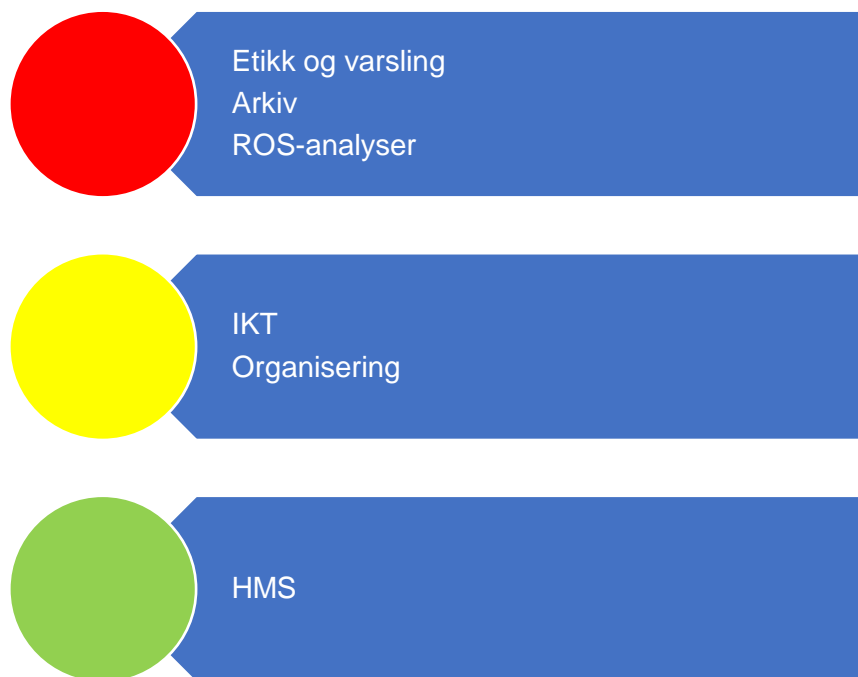 Etikk og varsling
Arkiv
ROS-analyser
IKT
Organisering
HMS